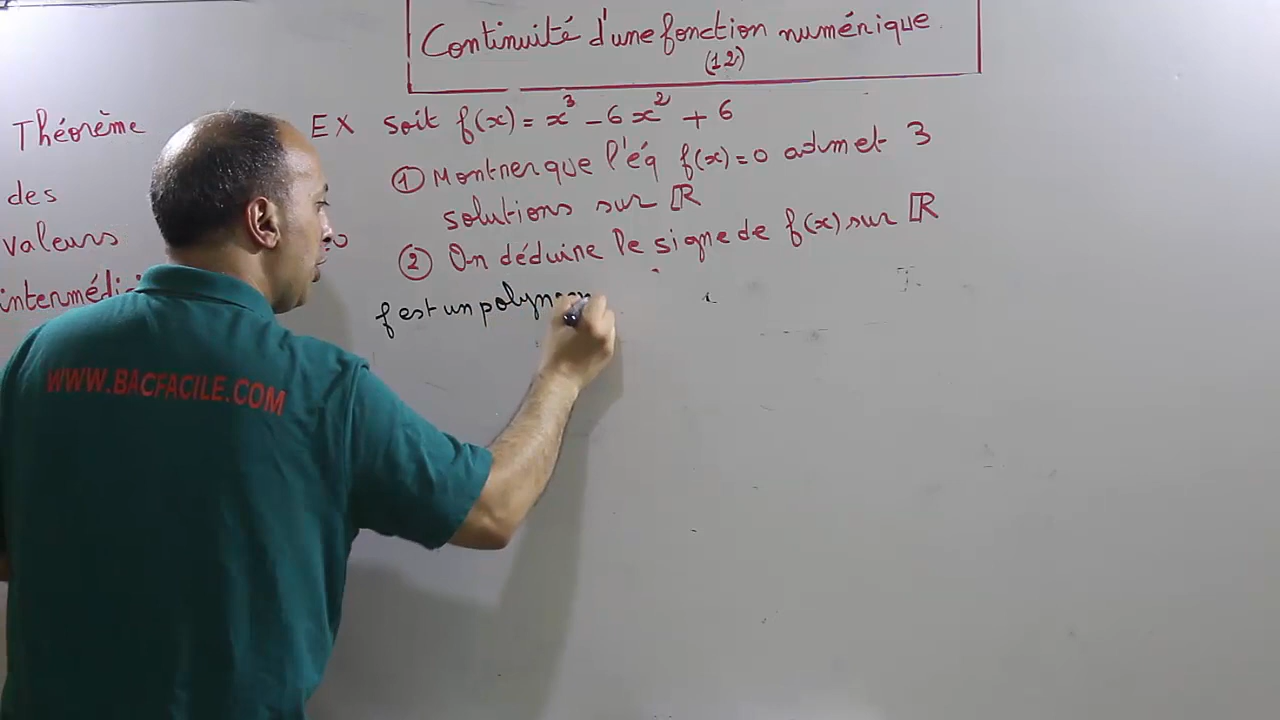 Continuité d'une fonction numérique
(12)
Théorème
des
valeurs
EX soit f(x) = x³ - 6x² + 6
① Montrer que l'éq f(x)=0 admet 3
solutions sur ℝ
② On déduire le signe de f(x) sur ℝ
f est un
WWW.BACFACILE.COM